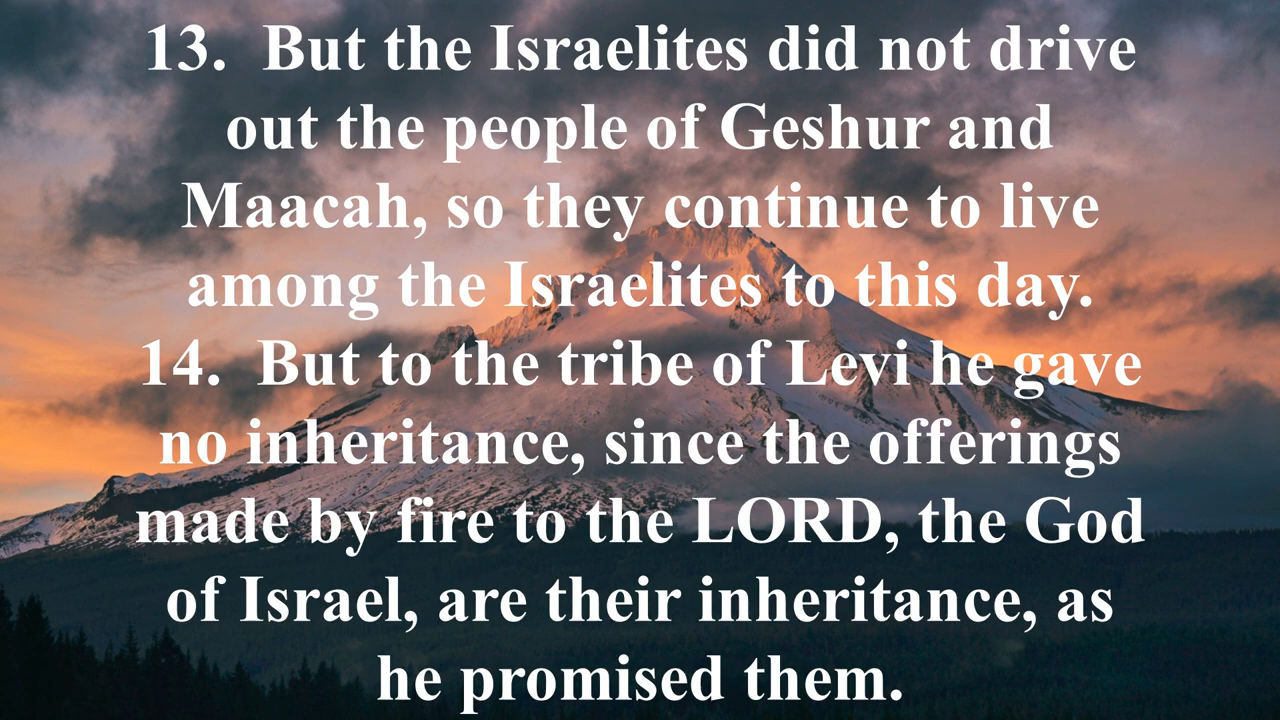 13.  But the Israelites did not drive
out the people of Geshur and
Maacah, so they continue to live
among the Israelites to this day.
14.  But to the tribe of Levi he gave
no inheritance, since the offerings
made by fire to the LORD, the God
of Israel, are their inheritance, as
he promised them.